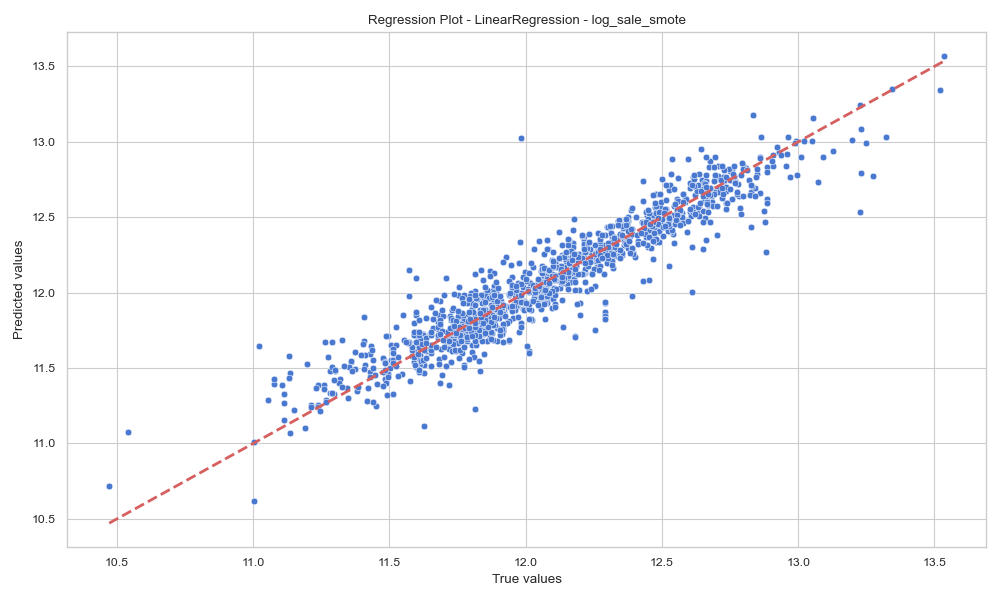 Regression Plot - LinearRegression - log_sale_smote
Predicted values
13.5
13.0
12.5
12.0
11.5
11.0
10.5
10.5 11.0 11.5 12.0 12.5 13.0 13.5
True values